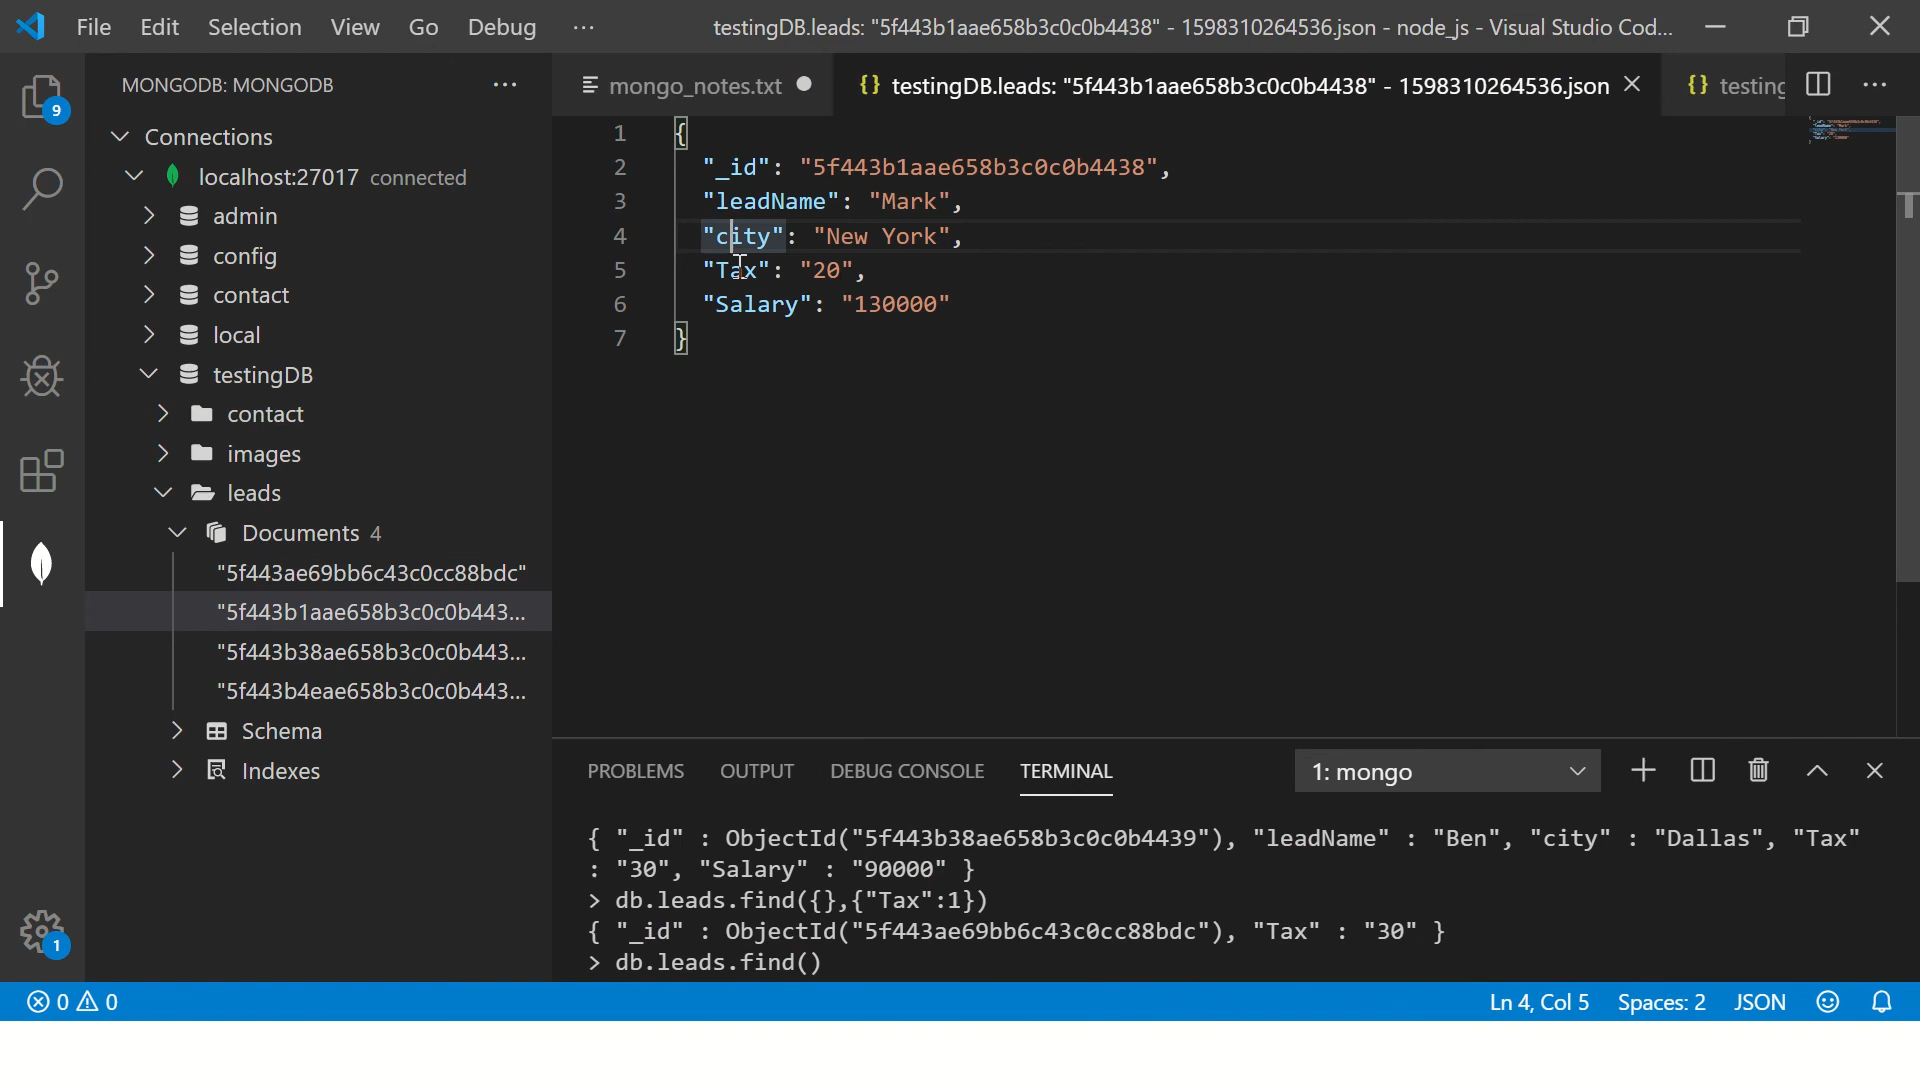 File Edit Selection View Go Debug ···
testingDB.leads: "5f443b1aae658b3c0c0b4438" - 1598310264536.json - node_js - Visual Studio Cod...
MONGODB: MONGODB
mongo_notes.txt
{} testingDB.leads: "5f443b1aae658b3c0c0b4438" - 1598310264536.json
{} testing
9
Connections
localhost:27017 connected
admin
config
contact
local
testingDB
contact
images
leads
Documents 4
"5f443ae69bb6c43c0cc88bdc"
"5f443b1aae658b3c0c0b443...
"5f443b38ae658b3c0c0b443...
"5f443b4eae658b3c0c0b443...
Schema
Indexes
1
1 {
2 "_id": "5f443b1aae658b3c0c0b4438",
3 "leadName": "Mark",
4 "city": "New York",
5 "Tax": "20",
6 "Salary": "130000"
7 }
PROBLEMS OUTPUT DEBUG CONSOLE TERMINAL
1: mongo
{ "_id" : ObjectId("5f443b38ae658b3c0c0b4439"), "leadName" : "Ben", "city" : "Dallas", "Tax"
: "30", "Salary" : "90000" }
> db.leads.find({},{"Tax":1})
{ "_id" : ObjectId("5f443ae69bb6c43c0cc88bdc"), "Tax" : "30" }
> db.leads.find()
0 0
Ln 4, Col 5 Spaces: 2 JSON